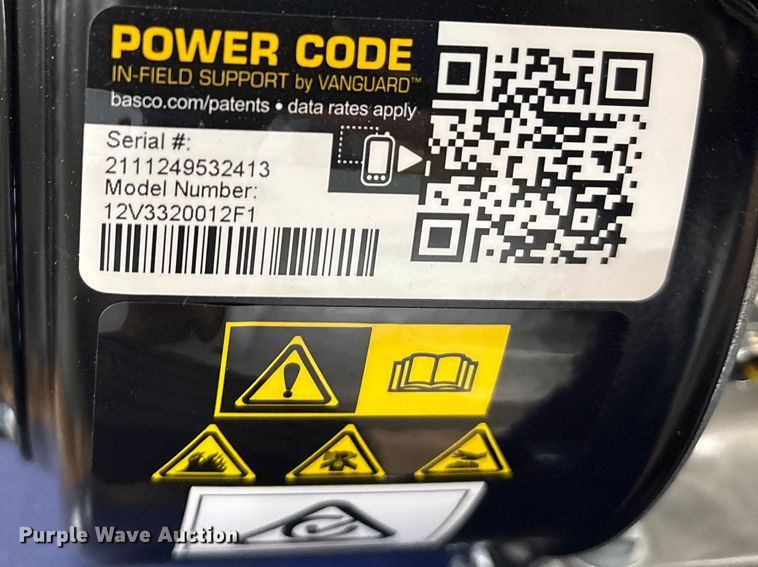 POWER CODE
IN-FIELD SUPPORT by VANGUARD™
basco.com/patents • data rates apply
Serial #:
2111249532413
Model Number:
12V3320012F1
Purple Wave Auction